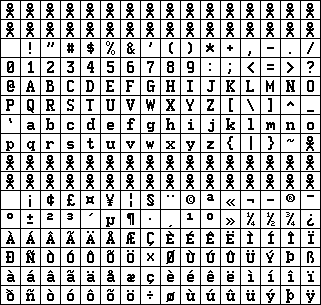 ! " # $ % & ' ( ) * + , - . /
0 1 2 3 4 5 6 7 8 9 : ; < = > ?
@ A B C D E F G H I J K L M N O
P Q R S T U V W X Y Z [ \ ] ^ _
` a b c d e f g h i j k l m n o
p q r s t u v w x y z { | } ~
¡ ¢ £ ¤ ¥ ¦ § ¨ © ª « ¬ - ® ¯
° ± ² ³ ´ µ ¶ · ¸ ¹ º » ¼ ½ ¾ ¿
À Á Â Ã Ä Å Æ Ç È É Ê Ë Ì Í Î Ï
Ð Ñ Ò Ó Ô Õ Ö × Ø Ù Ú Û Ü Ý Þ ß
à á â ã ä å æ ç è é ê ë ì í î ï
ð ñ ò ó ô õ ö ÷ ø ù ú û ü ý þ ÿ